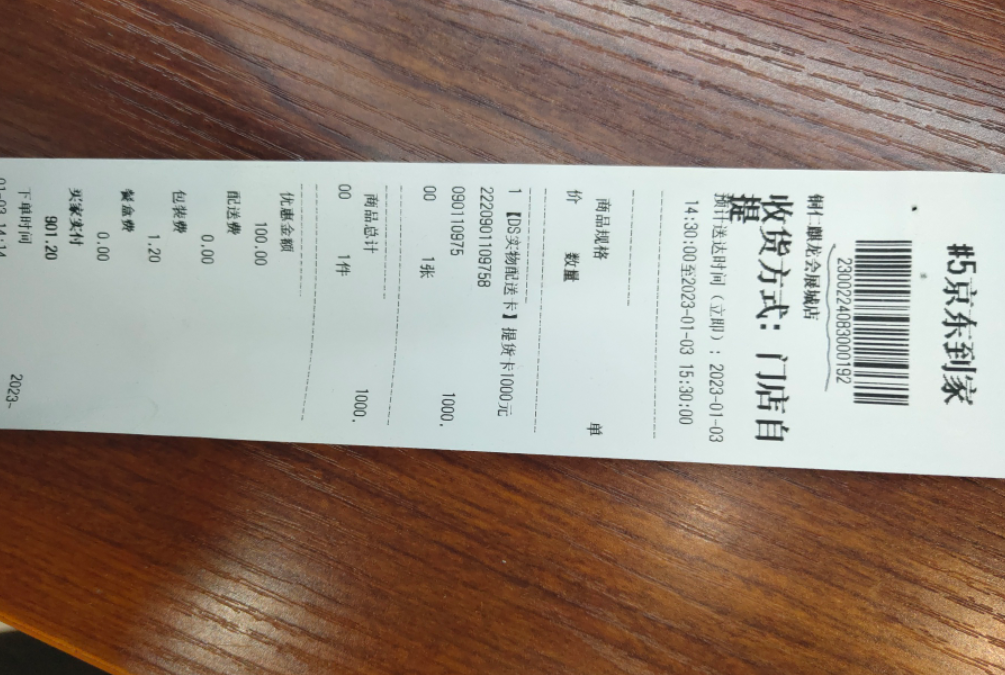 #5京东到家
2300224083000192
铜仁麒龙会展城店
收货方式：门店自
提
预计送达时间（立即）：2023-01-03
14:30:00至2023-01-03 15:30:00
商品规格 单
价 数量
1 【DS实物配送卡】提货卡1000元
2220901109758
090110975 1000.
00 1张
商品总计 1000.
00 1件
优惠金额
100.00
配送费
0.00
包装费
1.20
餐盒费
0.00
买家实付
901.20
下单时间 2023-
01-03 14:14